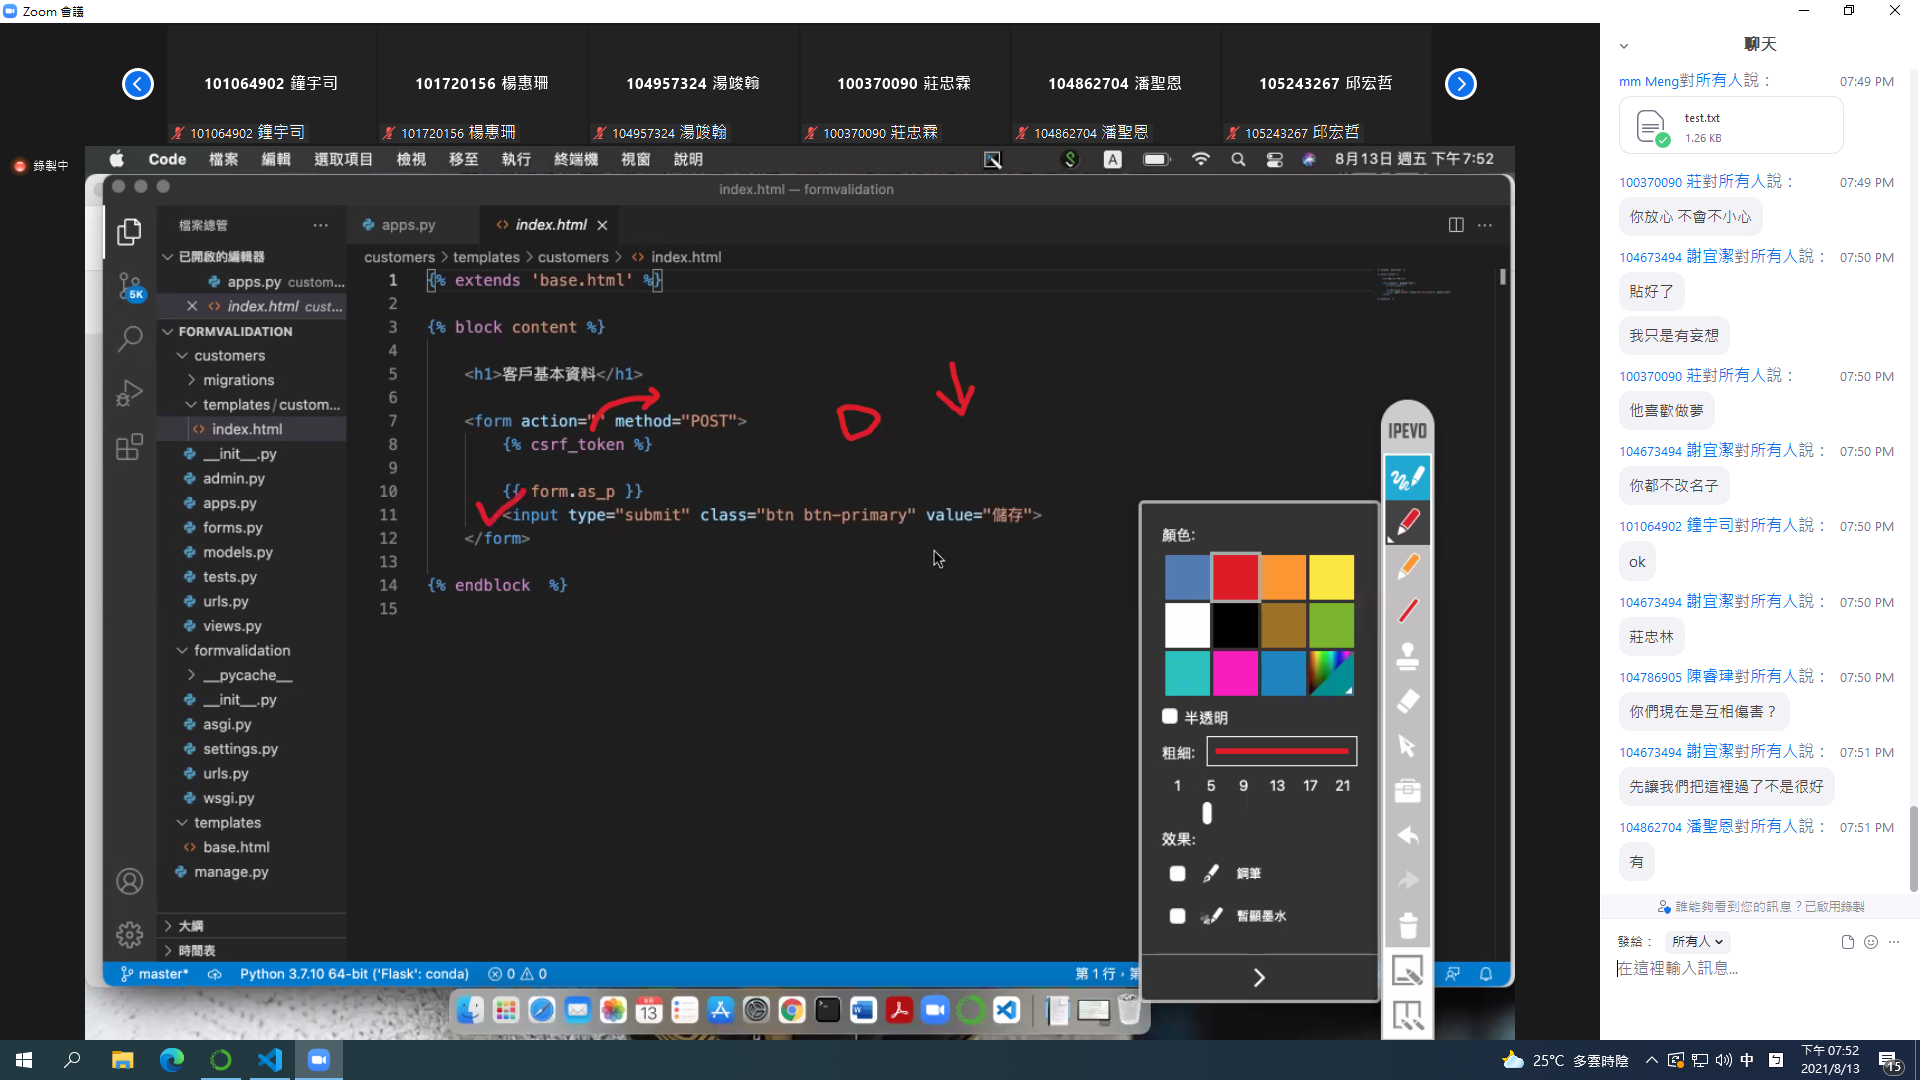 Zoom 會議
101064902 鐘宇司
101720156 楊惠珊
104957324 湯竣翰
100370090 莊忠霖
104862704 潘聖恩
105243267 邱宏哲
101064902 鐘宇司
101720156 楊惠珊
104957324 湯竣翰
100370090 莊忠霖
104862704 潘聖恩
105243267 邱宏哲
錄製中
Code 檔案 編輯 選取項目 檢視 移至 執行 終端機 視窗 說明
A
8月13日 週五 下午7:52
index.html — formvalidation
檔案總管
apps.py
index.html
已開啟的編輯器
apps.py custom...
index.html cust...
5K
FORMVALIDATION
customers
migrations
templates/custom...
index.html
__init__.py
admin.py
apps.py
forms.py
models.py
tests.py
urls.py
views.py
formvalidation
__pycache__
__init__.py
asgi.py
settings.py
urls.py
wsgi.py
templates
base.html
manage.py
大綱
時間表
customers > templates > customers > index.html
1 {% extends 'base.html' %}
2
3 {% block content %}
4
5 <h1>客戶基本資料</h1>
6
7 <form action="" method="POST">
8 {% csrf_token %}
9
10 {{ form.as_p }}
11 <input type="submit" class="btn btn-primary" value="儲存">
12 </form>
13
14 {% endblock  %}
15
master*
Python 3.7.10 64-bit ('Flask': conda)
0 0
第 1 行，第
IPEVO
顏色:
半透明
粗細:
1 5 9 13 17 21
效果:
鋼筆
暫顯墨水
13
聊天
mm Meng對所有人說： 07:49 PM
test.txt
1.26 KB
100370090 莊對所有人說： 07:49 PM
你放心 不會不小心
104673494 謝宜潔對所有人說： 07:50 PM
貼好了
我只是有妄想
100370090 莊對所有人說： 07:50 PM
他喜歡做夢
104673494 謝宜潔對所有人說： 07:50 PM
你都不改名子
101064902 鐘宇司對所有人說： 07:50 PM
ok
104673494 謝宜潔對所有人說： 07:50 PM
莊忠林
104786905 陳睿瑋對所有人說： 07:50 PM
你們現在是互相傷害？
104673494 謝宜潔對所有人說： 07:51 PM
先讓我們把這裡過了不是很好
104862704 潘聖恩對所有人說： 07:51 PM
有
誰能夠看到您的訊息？已啟用錄製
發給： 所有人
在這裡輸入訊息...
25°C 多雲時陰
中
下午 07:52
2021/8/13
15